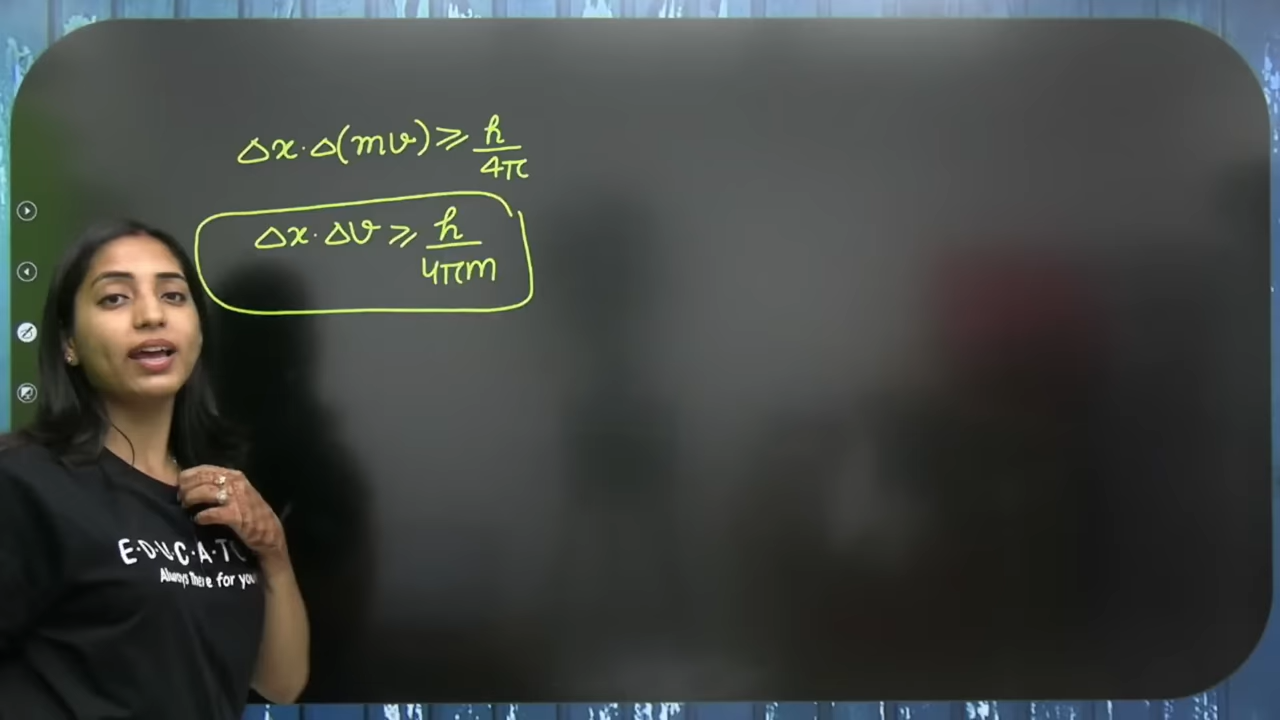 Δx·Δ(mv) ≥ h/4π
Δx·Δv ≥ h/4πm
E·D·U·C·A·T
Always There for you